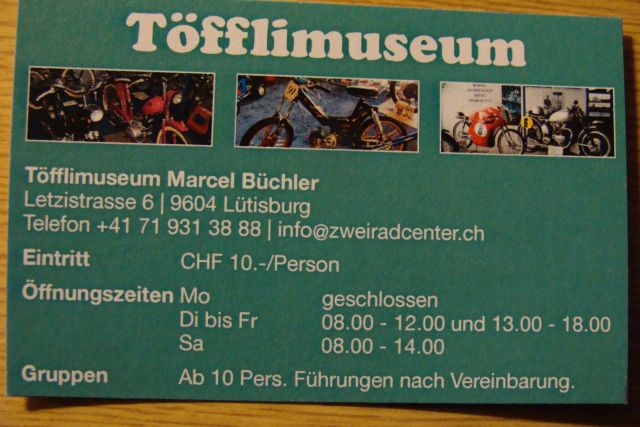 Töfflimuseum
Töfflimuseum Marcel Büchler
Letzistrasse 6 | 9604 Lütisburg
Telefon +41 71 931 38 88 | info@zweiradcenter.ch
Eintritt CHF 10.-/Person
Öffnungszeiten Mo geschlossen
Di bis Fr 08.00 - 12.00 und 13.00 - 18.00
Sa 08.00 - 14.00
Gruppen Ab 10 Pers. Führungen nach Vereinbarung.